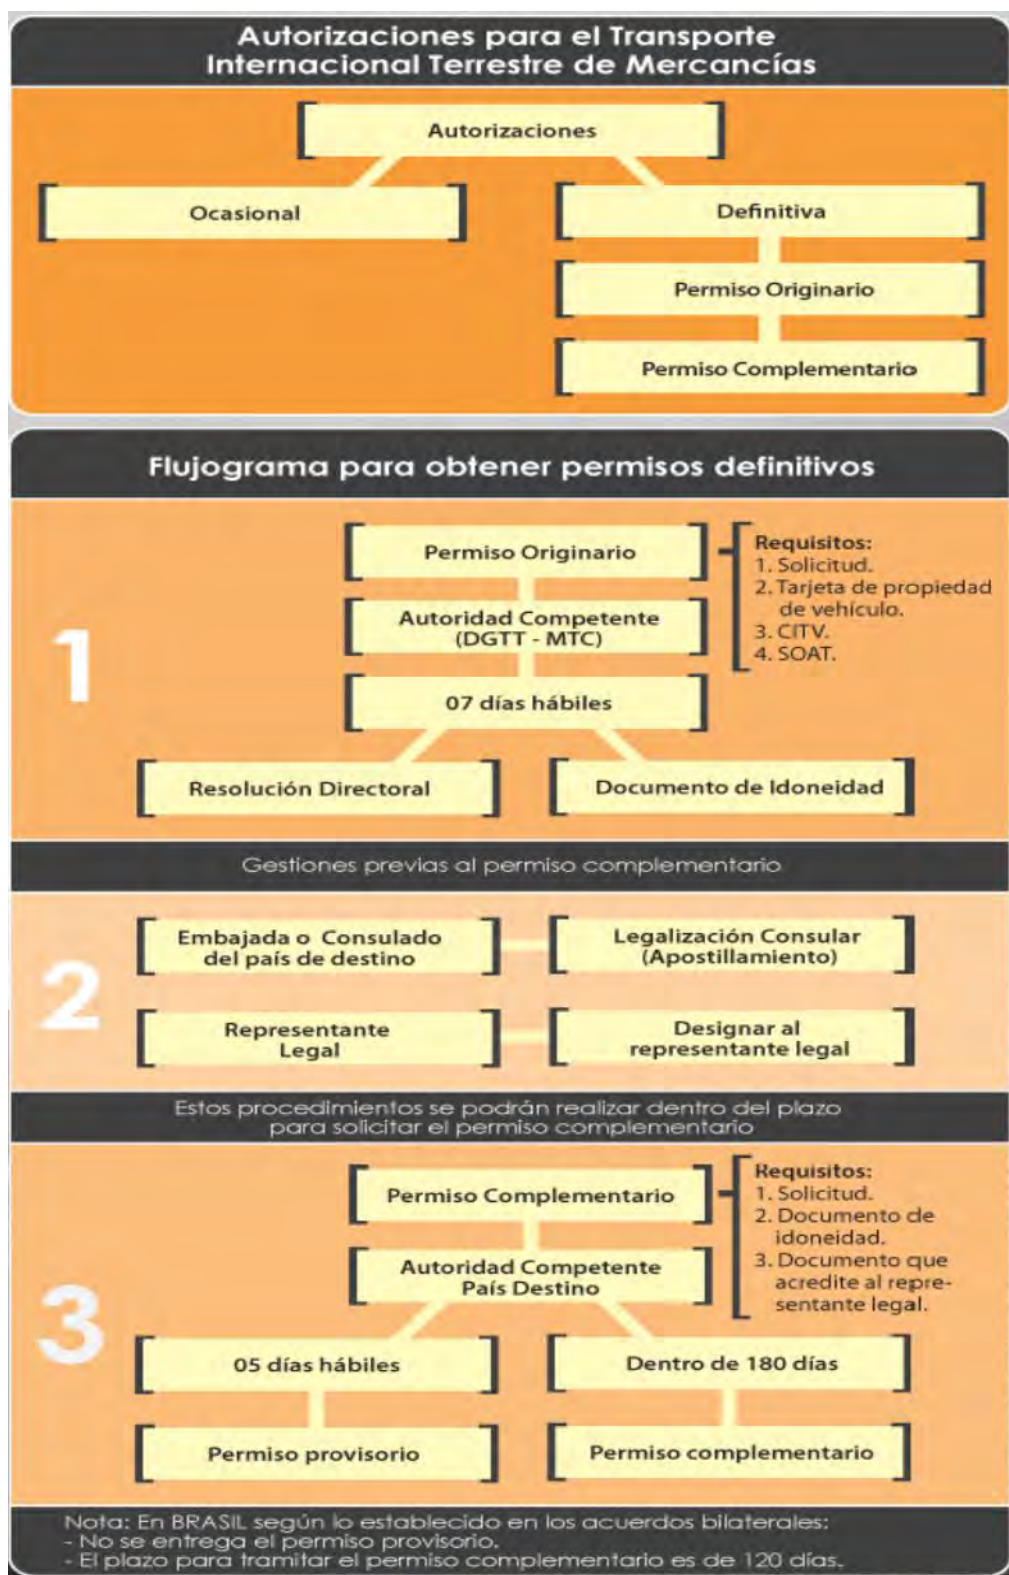 Autorizaciones para el Transporte
Internacional Terrestre de Mercancías
Autorizaciones
Ocasional
Definitiva
Permiso Originario
Permiso Complementario
Flujograma para obtener permisos definitivos
1
Permiso Originario
Autoridad Competente
(DGTT - MTC)
07 días hábiles
Resolución Directoral
Documento de Idoneidad
Requisitos:
1. Solicitud.
2. Tarjeta de propiedad
de vehículo.
3. CITV.
4. SOAT.
Gestiones previas al permiso complementario
2
Embajada o Consulado
del país de destino
Legalización Consular
(Apostillamiento)
Representante
Legal
Designar al
representante legal
Estos procedimientos se podrán realizar dentro del plazo
para solicitar el permiso complementario
3
Permiso Complementario
Autoridad Competente
País Destino
Requisitos:
1. Solicitud.
2. Documento de
idoneidad.
3. Documento que
acredite al repre-
sentante legal.
05 días hábiles
Dentro de 180 días
Permiso provisorio
Permiso complementario
Nota: En BRASIL según lo establecido en los acuerdos bilaterales:
- No se entrega el permiso provisorio.
- El plazo para tramitar el permiso complementario es de 120 días.